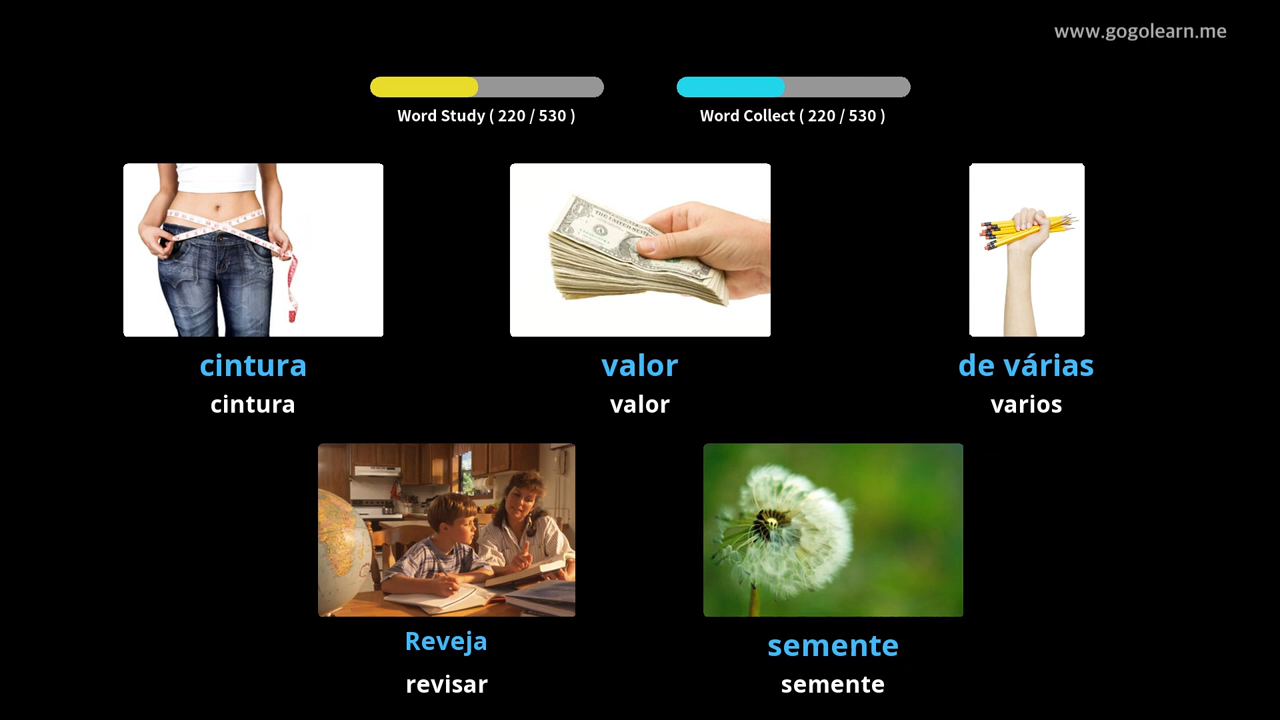 www.gogolearn.me
Word Study ( 220 / 530 )
Word Collect ( 220 / 530 )
cintura
cintura
valor
valor
de várias
varios
Reveja
revisar
semente
semente